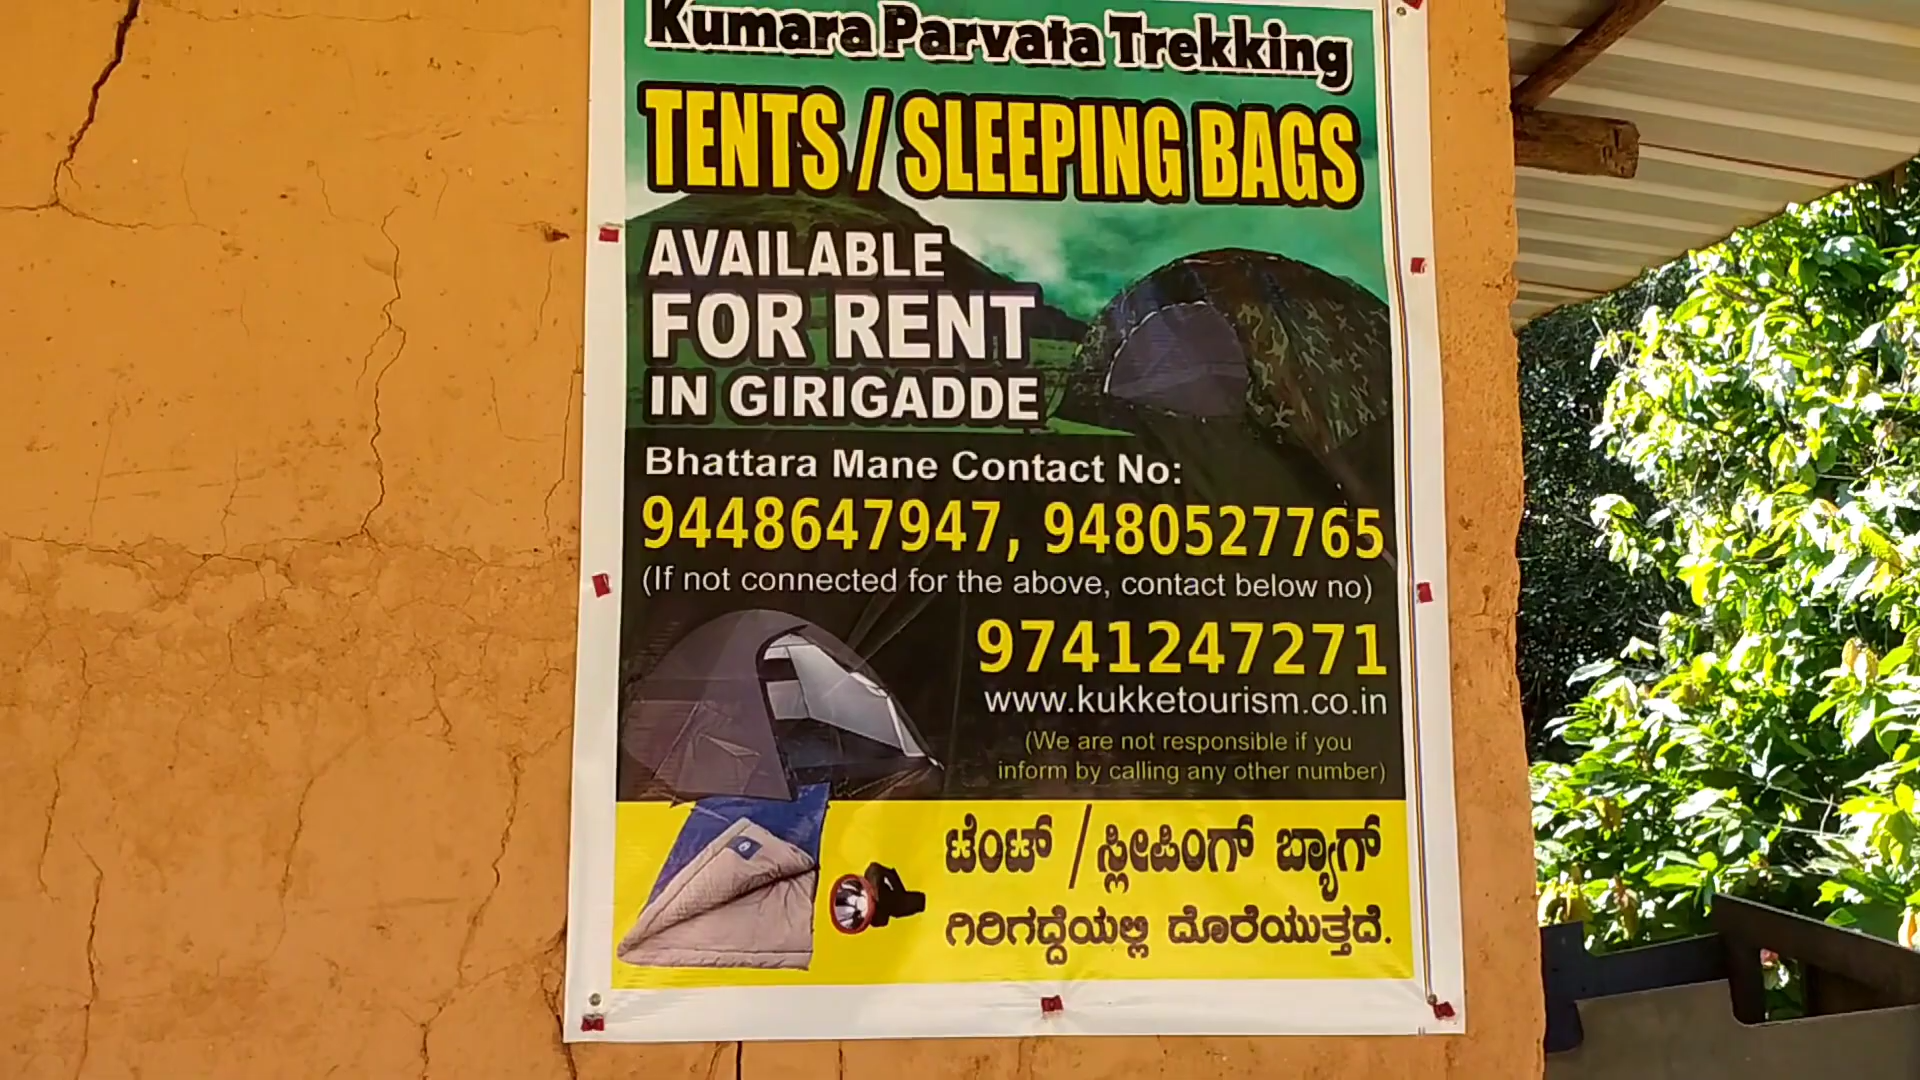 Kumara Parvata Trekking
TENTS / SLEEPING BAGS
AVAILABLE
FOR RENT
IN GIRIGADDE
Bhattara Mane Contact No:
9448647947, 9480527765
(If not connected for the above, contact below no)
9741247271
www.kukketourism.co.in
(We are not responsible if you
inform by calling any other number)
ಟೆಂಟ್ / ಸ್ಲೀಪಿಂಗ್ ಬ್ಯಾಗ್
ಗಿರಿಗದ್ದೆಯಲ್ಲಿ ದೊರೆಯುತ್ತದೆ.